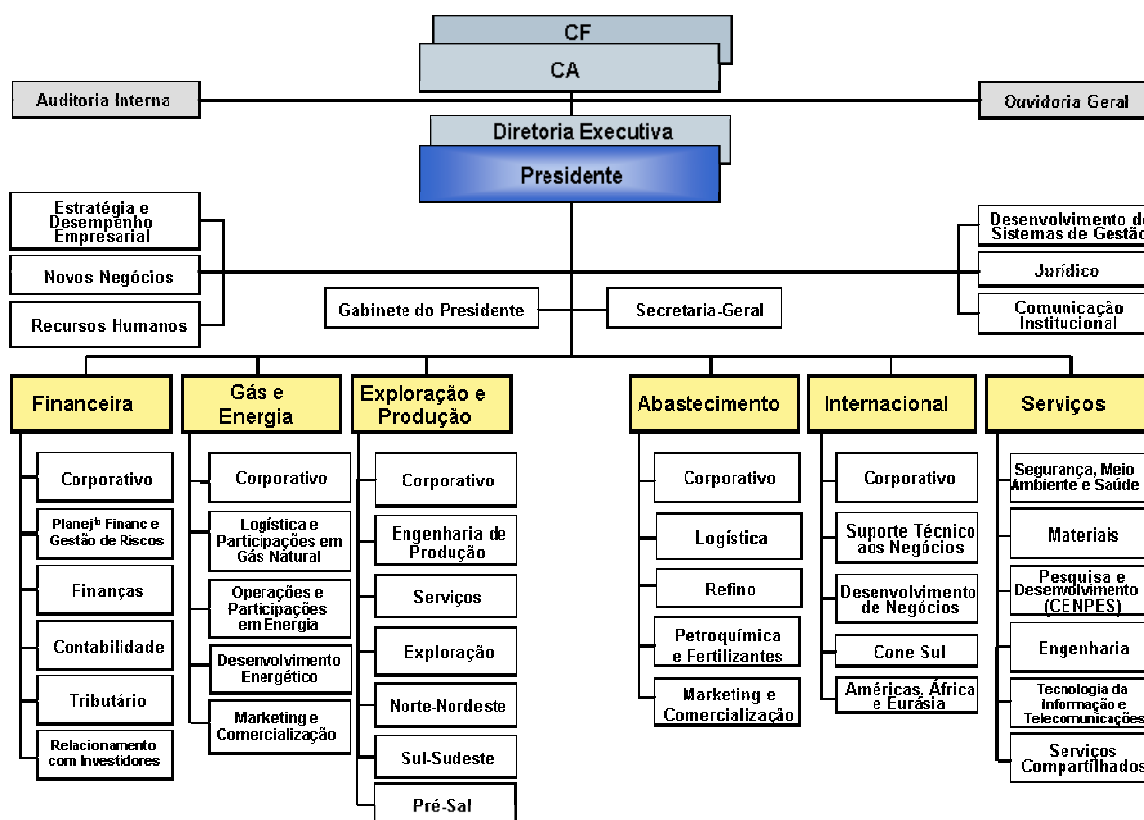 CF
CA
Auditoria Interna
Ouvidoria Geral
Diretoria Executiva
Presidente
Estratégia e
Desempenho
Empresarial
Novos Negócios
Recursos Humanos
Desenvolvimento de
Sistemas de Gestão
Jurídico
Comunicação
Institucional
Gabinete do Presidente
Secretaria-Geral
Financeira
Corporativo
Planejto Financ e
Gestão de Riscos
Finanças
Contabilidade
Tributário
Relacionamento
com Investidores
Gás e
Energia
Corporativo
Logística e
Participações em
Gás Natural
Operações e
Participações
em Energia
Desenvolvimento
Energético
Marketing e
Comercialização
Exploração e
Produção
Corporativo
Engenharia de
Produção
Serviços
Exploração
Norte-Nordeste
Sul-Sudeste
Pré-Sal
Abastecimento
Corporativo
Logística
Refino
Petroquímica
e Fertilizantes
Marketing e
Comercialização
Internacional
Corporativo
Suporte Técnico
aos Negócios
Desenvolvimento
de Negócios
Cone Sul
Américas, África
e Eurásia
Serviços
Segurança, Meio
Ambiente e Saúde
Materiais
Pesquisa e
Desenvolvimento
(CENPES)
Engenharia
Tecnologia da
Informação e
Telecomunicações
Serviços
Compartilhados